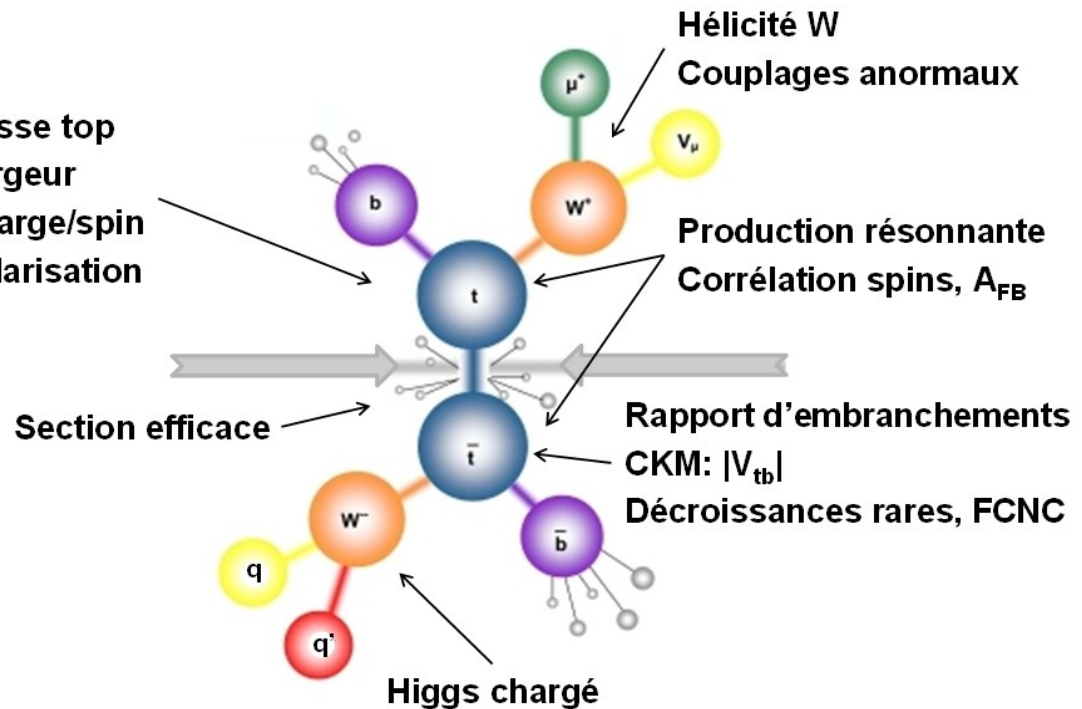 Hélicité W
Couplages anormaux
sse top
rgeur
arge/spin
larisation
μ⁺
Vμ
b
W⁺
t
Production résonnante
Corrélation spins, A_FB
Section efficace
t̅
Rapport d’embranchements
CKM: |V_tb|
Décroissances rares, FCNC
W⁻
b̅
q
q’
Higgs chargé